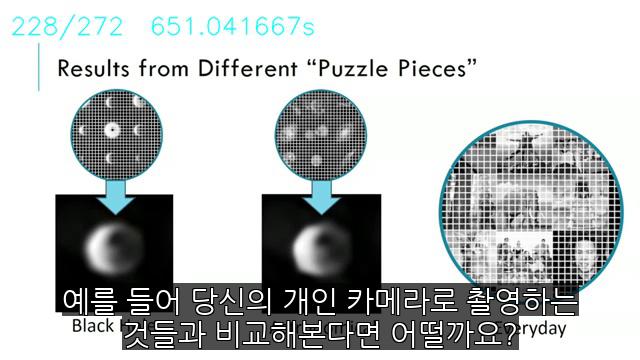 228/272 651.041667s
Results from Different “Puzzle Pieces”
예를 들어 당신의 개인 카메라로 촬영하는
것들과 비교해본다면 어떨까요?
Black
Everyday